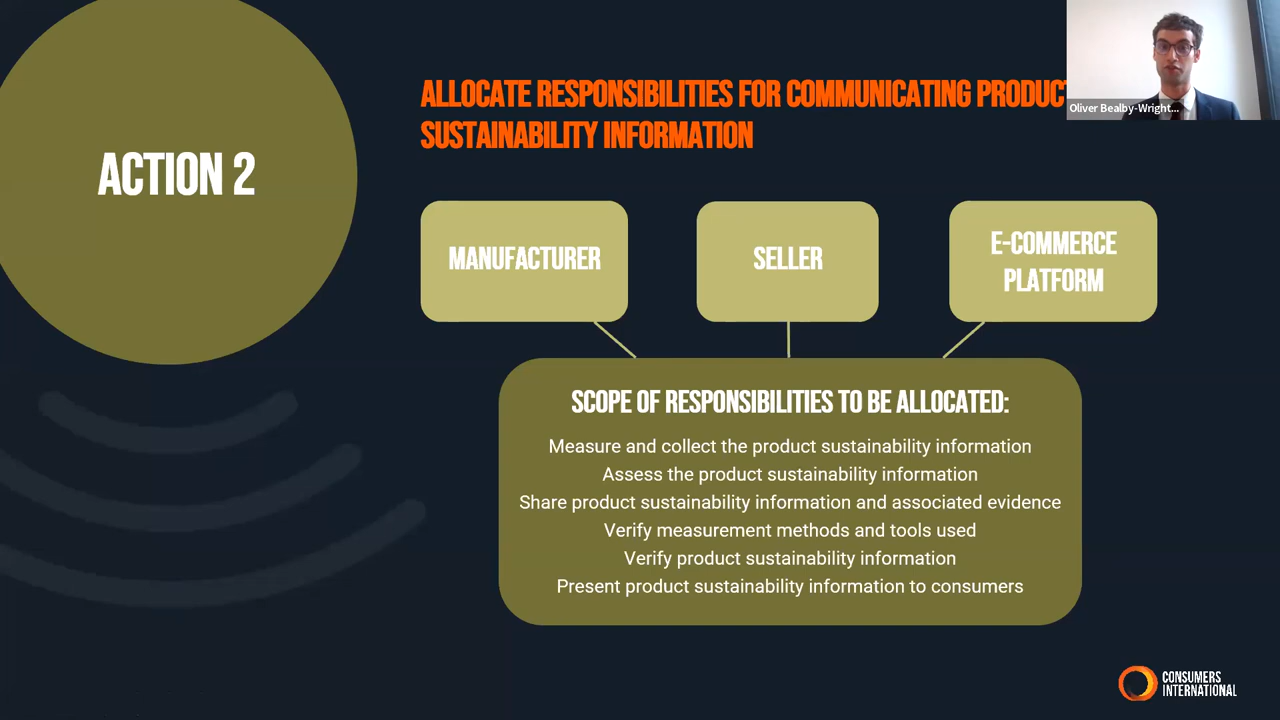 ACTION 2
ALLOCATE RESPONSIBILITIES FOR COMMUNICATING PRODUCT
SUSTAINABILITY INFORMATION
Oliver Bealby-Wright...
MANUFACTURER
SELLER
E-COMMERCE
PLATFORM
SCOPE OF RESPONSIBILITIES TO BE ALLOCATED:
Measure and collect the product sustainability information
Assess the product sustainability information
Share product sustainability information and associated evidence
Verify measurement methods and tools used
Verify product sustainability information
Present product sustainability information to consumers
CONSUMERS
INTERNATIONAL